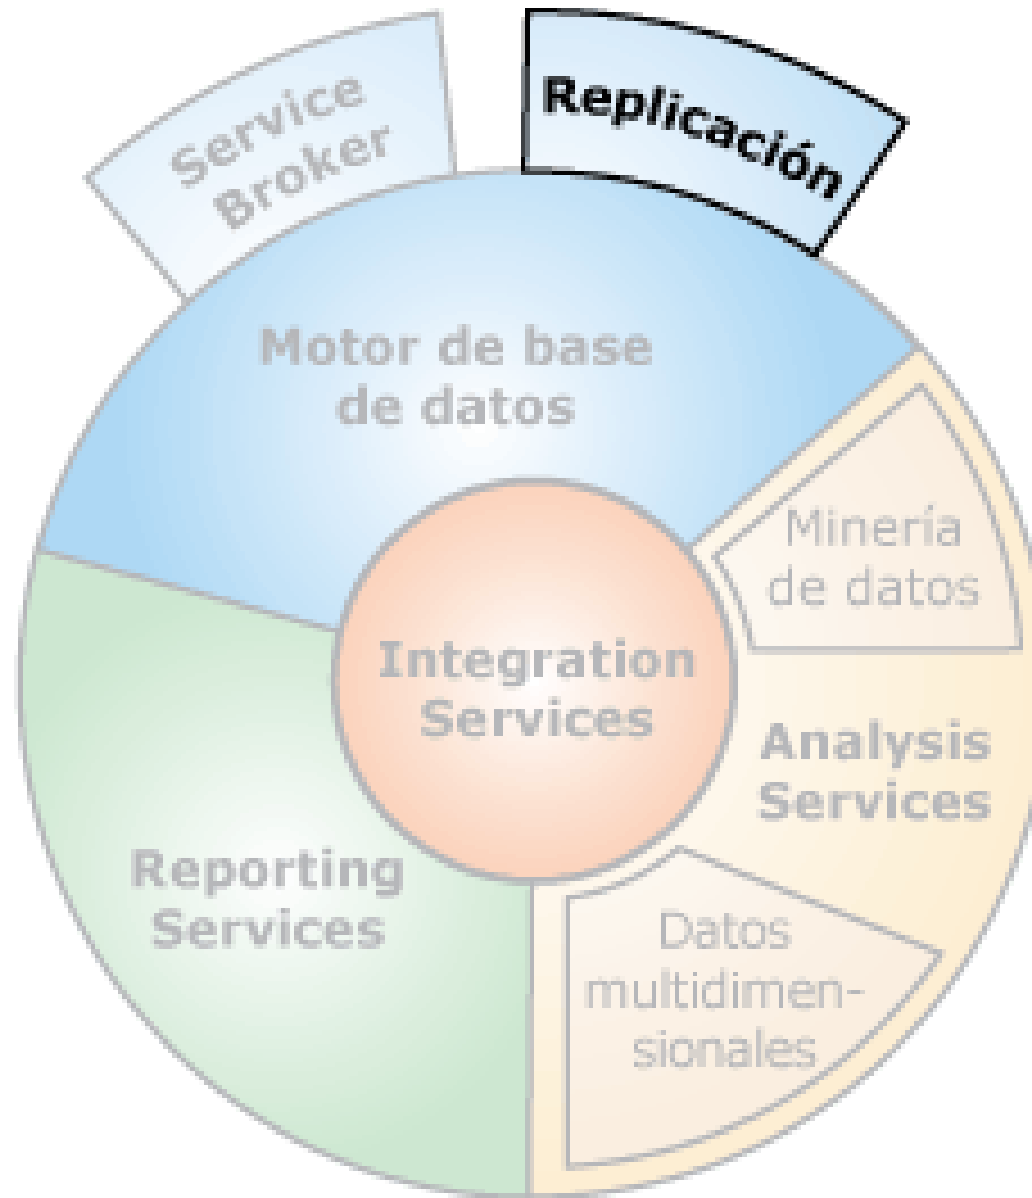 Service
Broker
Replicación
Motor de base
de datos
Minería
de datos
Integration
Services
Analysis
Services
Reporting
Services
Datos
multidimen-
sionales